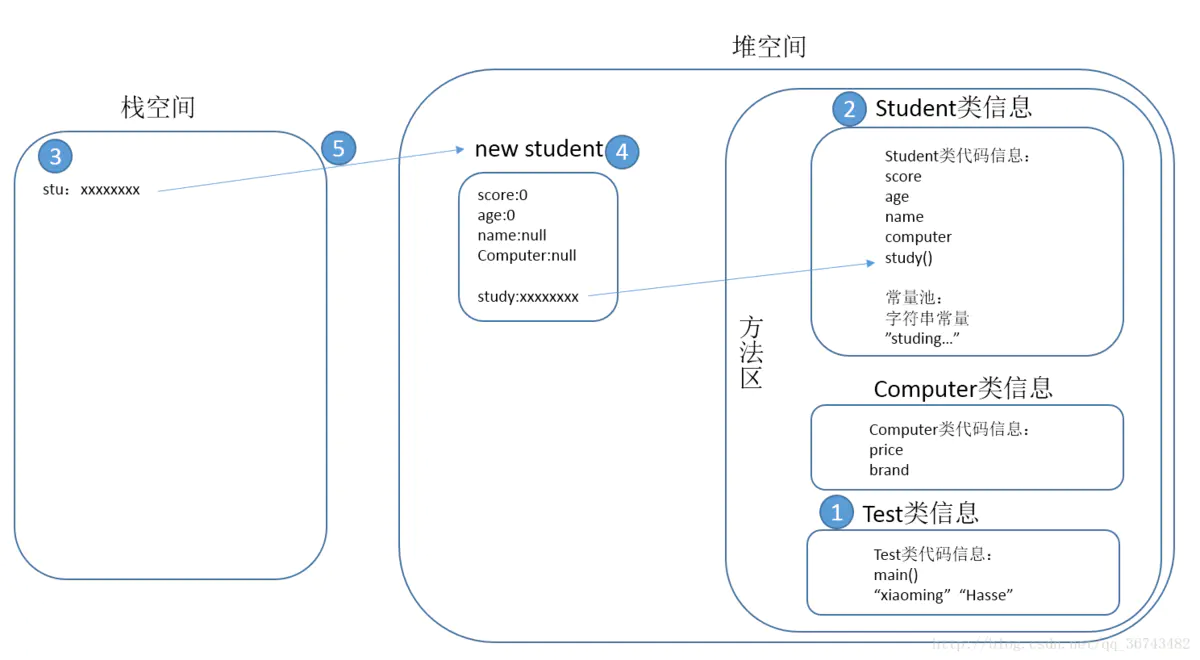 堆空间
栈空间
3
stu：xxxxxxxx
5
new student
4
score:0
age:0
name:null
Computer:null
study:xxxxxxxx
方法区
2
Student类信息
Student类代码信息：
score
age
name
computer
study()
常量池：
字符串常量
”studing...”
Computer类信息
Computer类代码信息：
price
brand
1
Test类信息
Test类代码信息：
main()
“xiaoming” “Hasse”
http://blog.csdn.net/qq_36743482